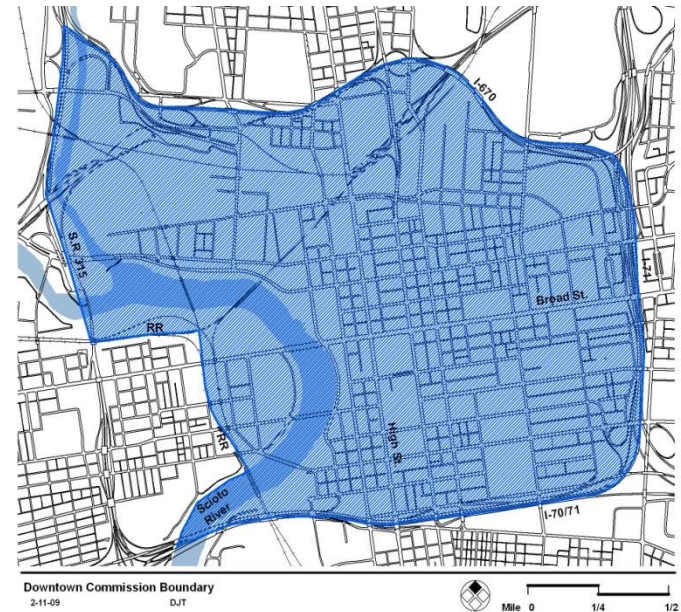 I-670
S.R. 315
I-71
Broad St.
RR
RR
High St.
Scioto
River
I-70/71
Downtown Commission Boundary
2-11-09 DJT
Mile 0 1/4 1/2